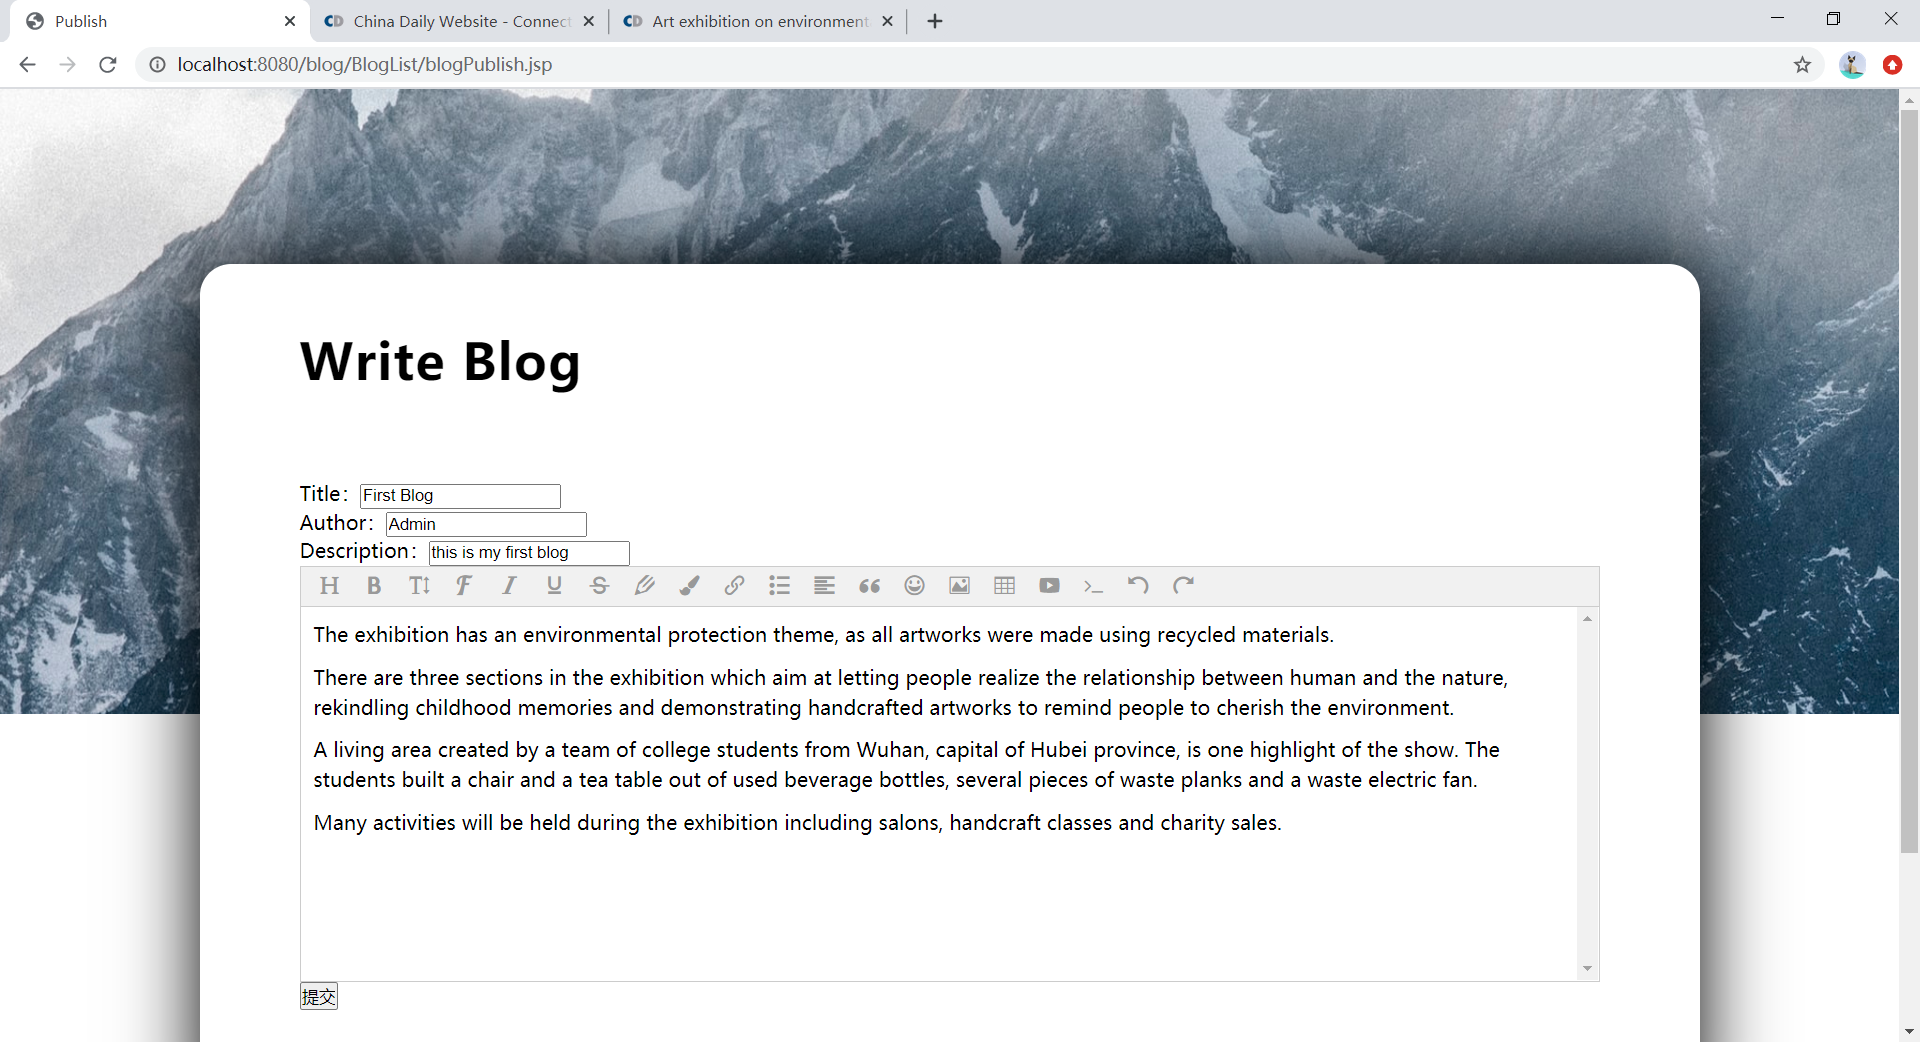 Publish
China Daily Website - Connect
Art exhibition on environment
localhost:8080/blog/BlogList/blogPublish.jsp
Write Blog
Title： First Blog
Author： Admin
Description： this is my first blog
The exhibition has an environmental protection theme, as all artworks were made using recycled materials.
There are three sections in the exhibition which aim at letting people realize the relationship between human and the nature,
rekindling childhood memories and demonstrating handcrafted artworks to remind people to cherish the environment.
A living area created by a team of college students from Wuhan, capital of Hubei province, is one highlight of the show. The
students built a chair and a tea table out of used beverage bottles, several pieces of waste planks and a waste electric fan.
Many activities will be held during the exhibition including salons, handcraft classes and charity sales.
提交